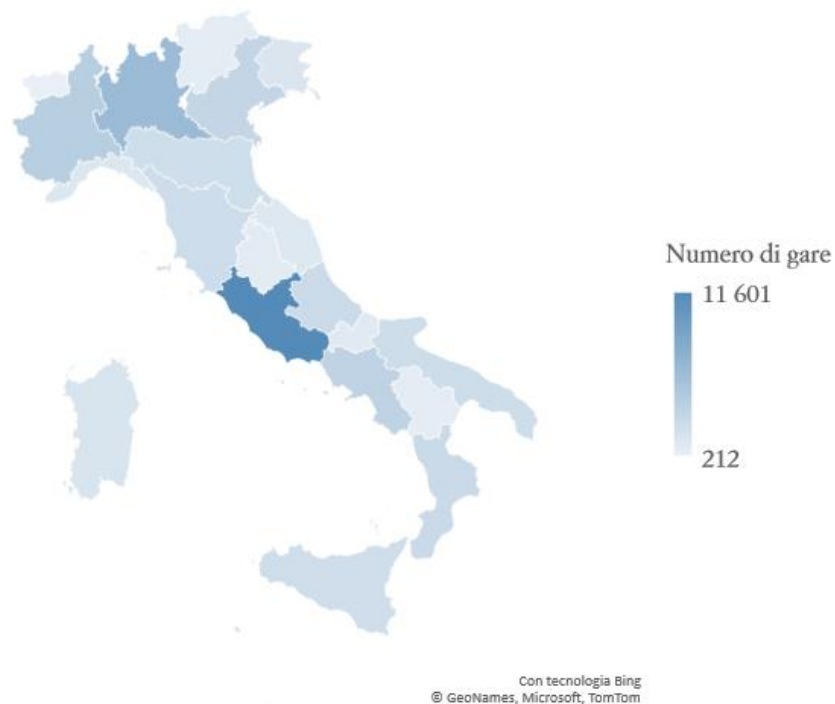 Numero di gare
11 601
212
Con tecnologia Bing
© GeoNames, Microsoft, TomTom